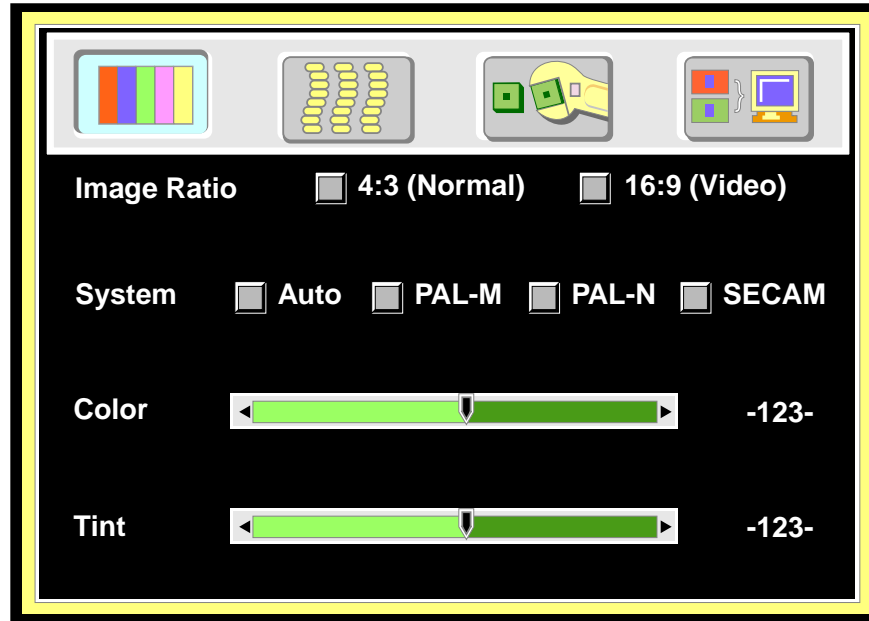 Image Ratio 4:3 (Normal) 16:9 (Video)
System Auto PAL-M PAL-N SECAM
Color -123-
Tint -123-